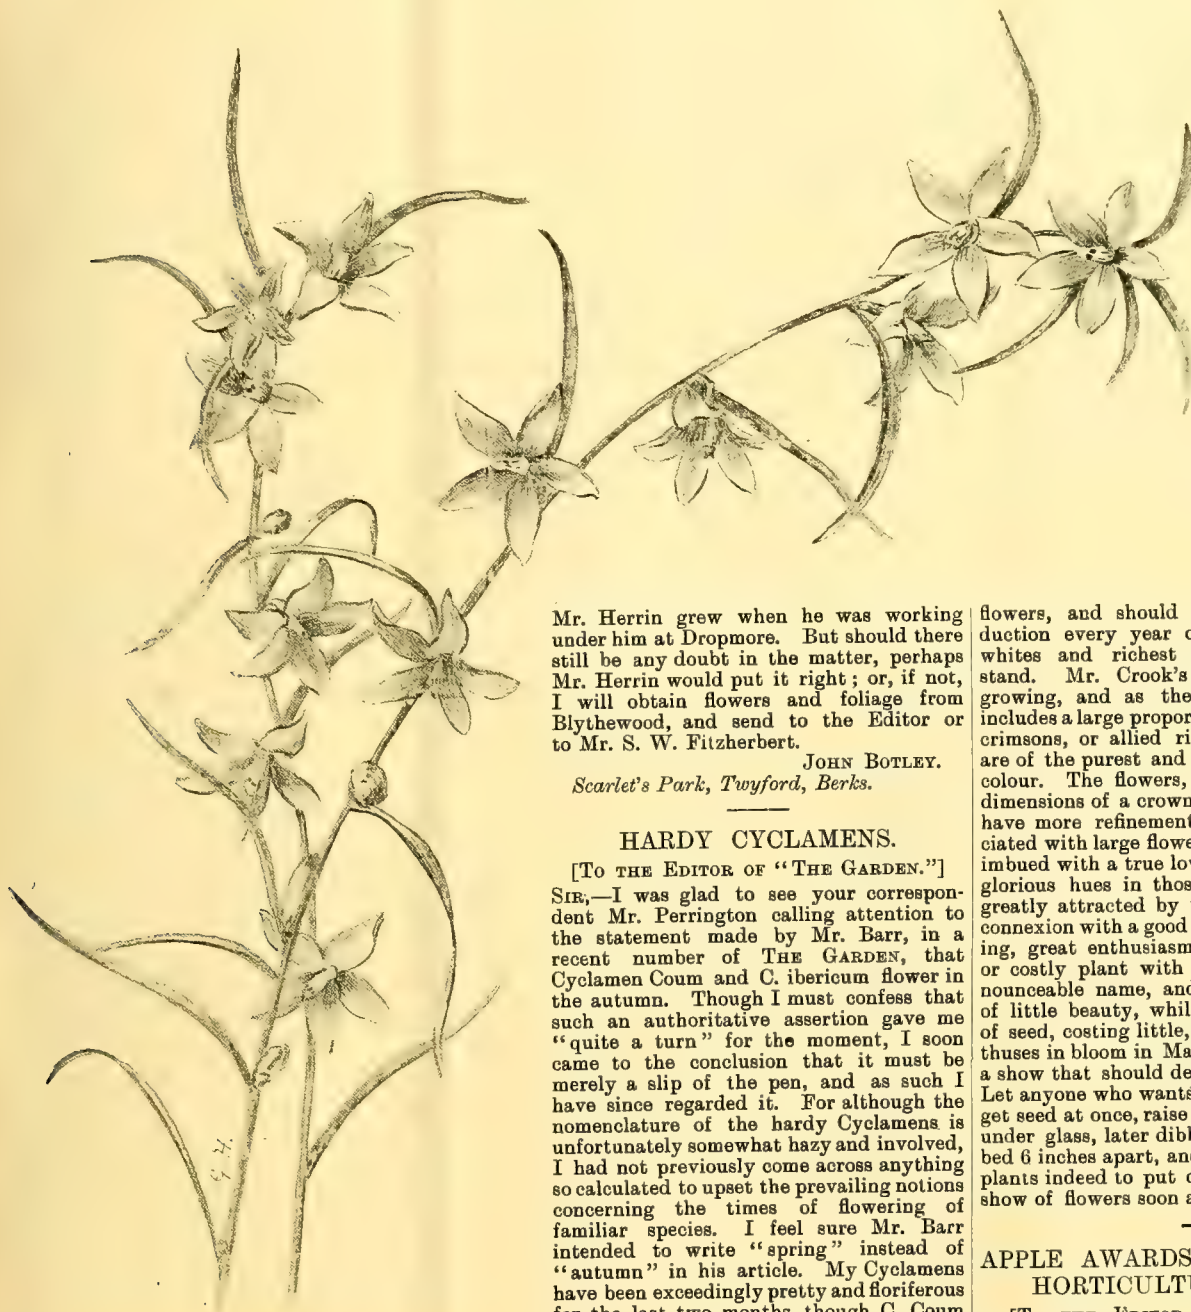 Mr. Herrin grew when he was working
under him at Dropmore. But should there
still be any doubt in the matter, perhaps
Mr. Herrin would put it right; or, if not,
I will obtain flowers and foliage from
Blythewood, and send to the Editor or
to Mr. S. W. Fitzherbert.
JOHN BOTLEY.
Scarlet's Park, Twyford, Berks.
HARDY CYCLAMENS.
[TO THE EDITOR OF "THE GARDEN."]
SIR,—I was glad to see your correspon-
dent Mr. Perrington calling attention to
the statement made by Mr. Barr, in a
recent number of THE GARDEN, that
Cyclamen Coum and C. ibericum flower in
the autumn. Though I must confess that
such an authoritative assertion gave me
"quite a turn" for the moment, I soon
came to the conclusion that it must be
merely a slip of the pen, and as such I
have since regarded it. For although the
nomenclature of the hardy Cyclamens is
unfortunately somewhat hazy and involved,
I had not previously come across anything
so calculated to upset the prevailing notions
concerning the times of flowering of
familiar species. I feel sure Mr. Barr
intended to write "spring" instead of
"autumn" in his article. My Cyclamens
have been exceedingly pretty and floriferous
for the last two months, though C. Coum
flowers, and should
duction every year
whites and richest
stand. Mr. Crook's
growing, and as the
includes a large propor
crimsons, or allied ri
are of the purest and
colour. The flowers,
dimensions of a crown
have more refinement
ciated with large flowe
imbued with a true lo
glorious hues in thos
greatly attracted by
connexion with a good
ing, great enthusiasm
or costly plant with
nounceable name, and
of little beauty, whil
of seed, costing little,
thuses in bloom in Ma
a show that should de
Let anyone who wants
get seed at once, raise
under glass, later dibb
bed 6 inches apart, and
plants indeed to put
show of flowers soon a
APPLE AWARDS
HORTICULT